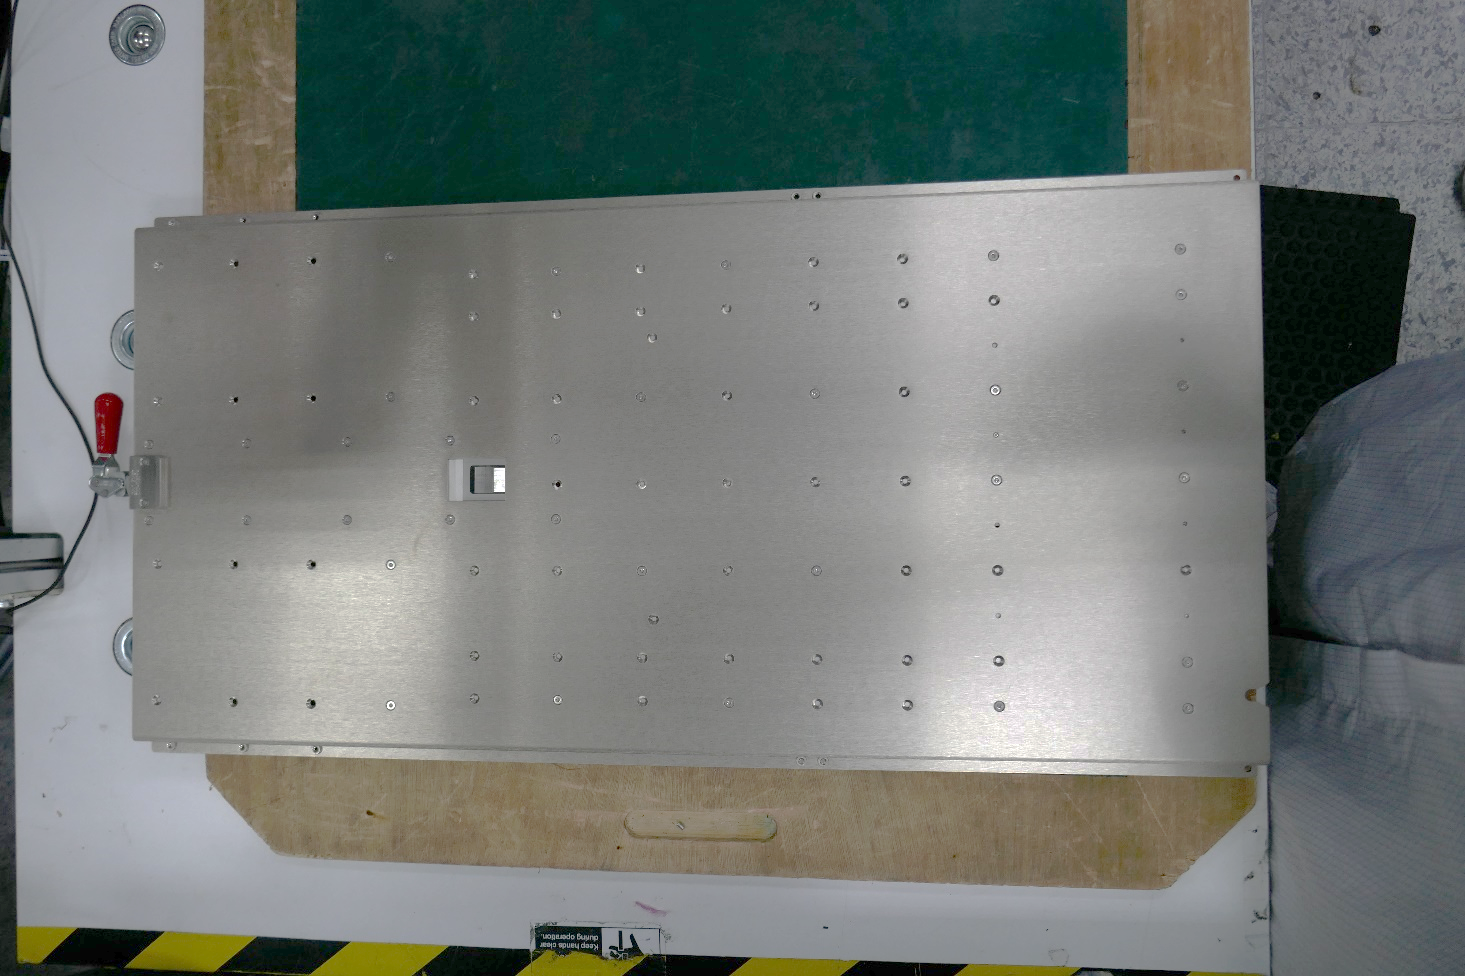 Keep hands clear
during operation.